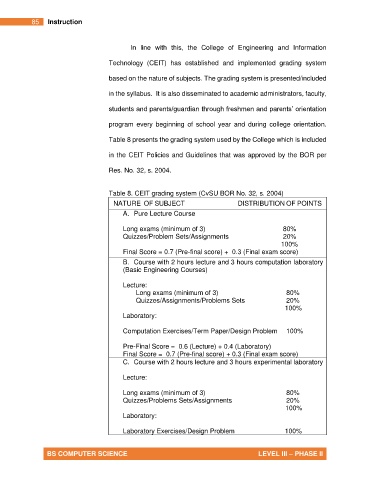 85 Instruction
In line with this, the College of Engineering and Information
Technology (CEIT) has established and implemented grading system
based on the nature of subjects. The grading system is presented/included
in the syllabus. It is also disseminated to academic administrators, faculty,
students and parents/guardian through freshmen and parents' orientation
program every beginning of school year and during college orientation.
Table 8 presents the grading system used by the College which is included
in the CEIT Policies and Guidelines that was approved by the BOR per
Res. No. 32, s. 2004.
Table 8. CEIT grading system (CvSU BOR No. 32, s. 2004)
NATURE OF SUBJECT DISTRIBUTION OF POINTS
A. Pure Lecture Course
Long exams (minimum of 3) 80%
Quizzes/Problem Sets/Assignments 20%
100%
Final Score = 0.7 (Pre-final score) + 0.3 (Final exam score)
B. Course with 2 hours lecture and 3 hours computation laboratory
(Basic Engineering Courses)
Lecture:
Long exams (minimum of 3) 80%
Quizzes/Assignments/Problems Sets 20%
100%
Laboratory:
Computation Exercises/Term Paper/Design Problem 100%
Pre-Final Score = 0.6 (Lecture) + 0.4 (Laboratory)
Final Score = 0.7 (Pre-final score) + 0.3 (Final exam score)
C. Course with 2 hours lecture and 3 hours experimental laboratory
Lecture:
Long exams (minimum of 3) 80%
Quizzes/Problems Sets/Assignments 20%
100%
Laboratory:
Laboratory Exercises/Design Problem 100%
BS COMPUTER SCIENCE LEVEL III – PHASE II